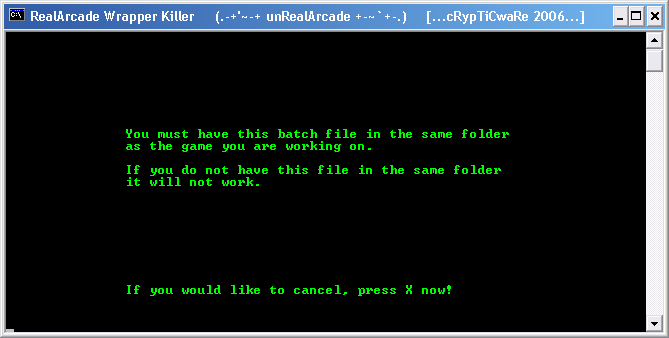 RealArcade Wrapper Killer (.-+'~-+ unRealArcade +-~`+-.) [...cRypTiCwaRe 2006...]
You must have this batch file in the same folder
as the game you are working on.
If you do not have this file in the same folder
it will not work.
If you would like to cancel, press X now!